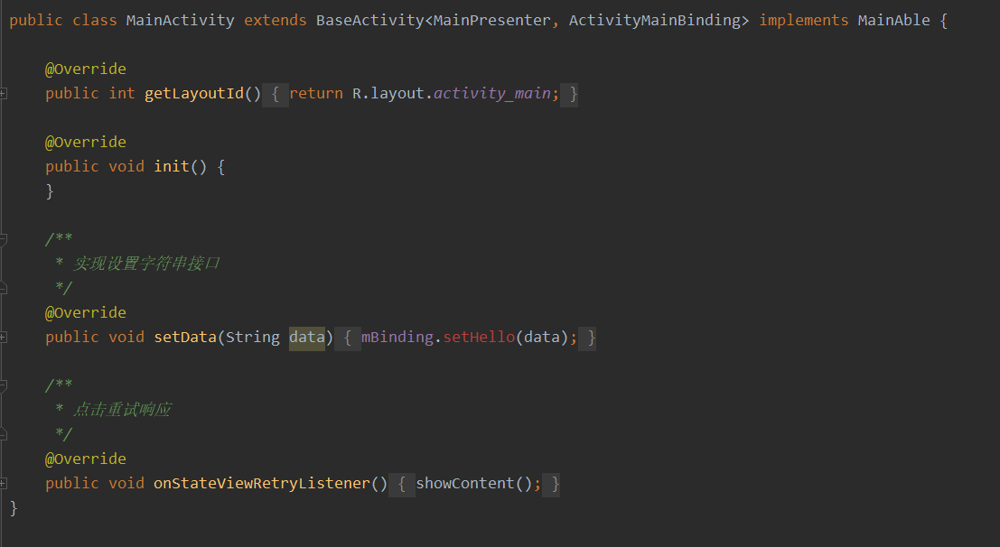 public class MainActivity extends BaseActivity<MainPresenter, ActivityMainBinding> implements MainAble {
@Override
public int getLayoutId() { return R.layout.activity_main; }
@Override
public void init() {
}
/**
* 实现设置字符串接口
*/
@Override
public void setData(String data) { mBinding.setHello(data); }
/**
* 点击重试响应
*/
@Override
public void onStateViewRetryListener() { showContent(); }
}